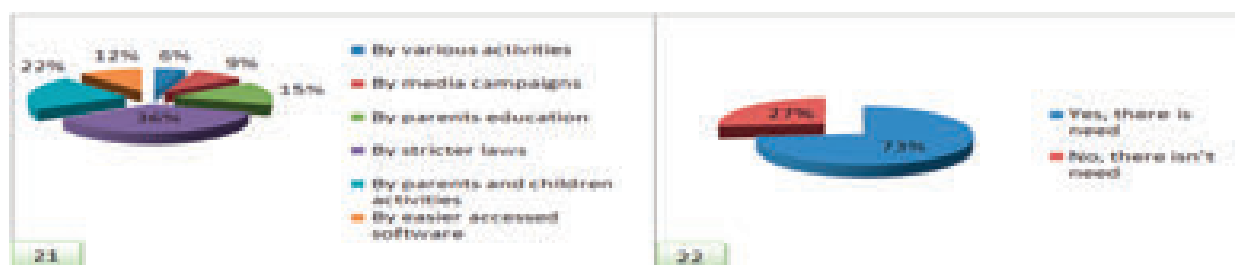 22%
12%
6%
9%
15%
36%
By various activities
By media campaigns
By parents education
By stricter laws
By parents and children
activities
By easier accessed
software
21
27%
73%
Yes, there is
need
No, there isn't
need
22